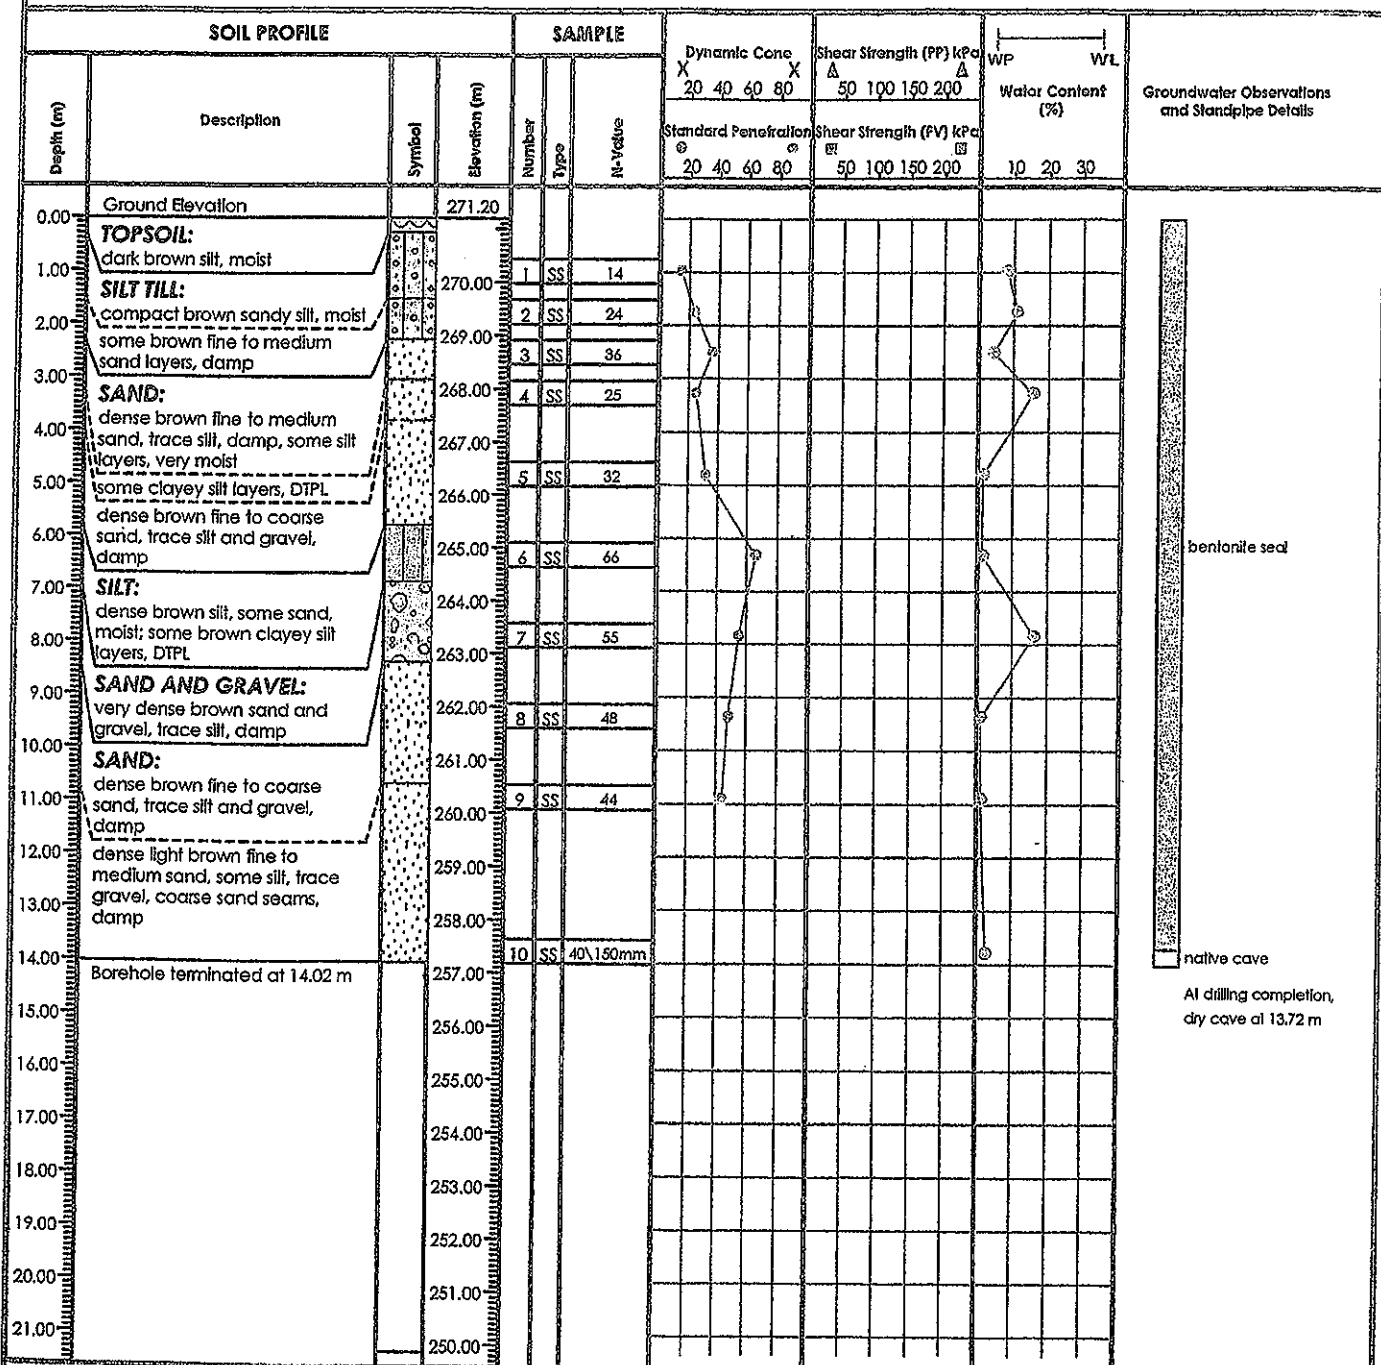 SOIL PROFILE
SAMPLE
Depth (m)
Description
Symbol
Elevation (m)
Number
Type
N-Value
Dynamic Cone
X X
20 40 60 80
Standard Penetration
20 30 60 80
Shear Strength (PP) kPa
50 100 150 200
Shear Strength (FV) kPa
50 100 150 200
WP WL
Water Content
(%)
10 20 30
Groundwater Observations
and Standpipe Details
Ground Elevation 271.20
0.00
1.00
2.00
3.00
4.00
5.00
6.00
7.00
8.00
9.00
10.00
11.00
12.00
13.00
14.00
15.00
16.00
17.00
18.00
19.00
20.00
21.00
TOPSOIL:
dark brown silt, moist
SILT TILL:
compact brown sandy silt, moist
some brown fine to medium
sand layers, damp
SAND:
dense brown fine to medium
sand, trace silt, damp, some silt
layers, very moist
some clayey silt layers, DTPL
dense brown fine to coarse
sand, trace silt and gravel,
damp
SILT:
dense brown silt, some sand,
moist; some brown clayey silt
layers, DTPL
SAND AND GRAVEL:
very dense brown sand and
gravel, trace silt, damp
SAND:
dense brown fine to coarse
sand, trace silt and gravel,
damp
dense light brown fine to
medium sand, some silt, trace
gravel, coarse sand seams,
damp
Borehole terminated at 14.02 m
270.00
269.00
268.00
267.00
266.00
265.00
264.00
263.00
262.00
261.00
260.00
259.00
258.00
257.00
256.00
255.00
254.00
253.00
252.00
251.00
250.00
1 SS 14
2 SS 24
3 SS 36
4 SS 25
5 SS 32
6 SS 66
7 SS 55
8 SS 48
9 SS 44
10 SS 40\150mm
bentonite seal
native cave
At drilling completion,
dry cave at 13.72 m